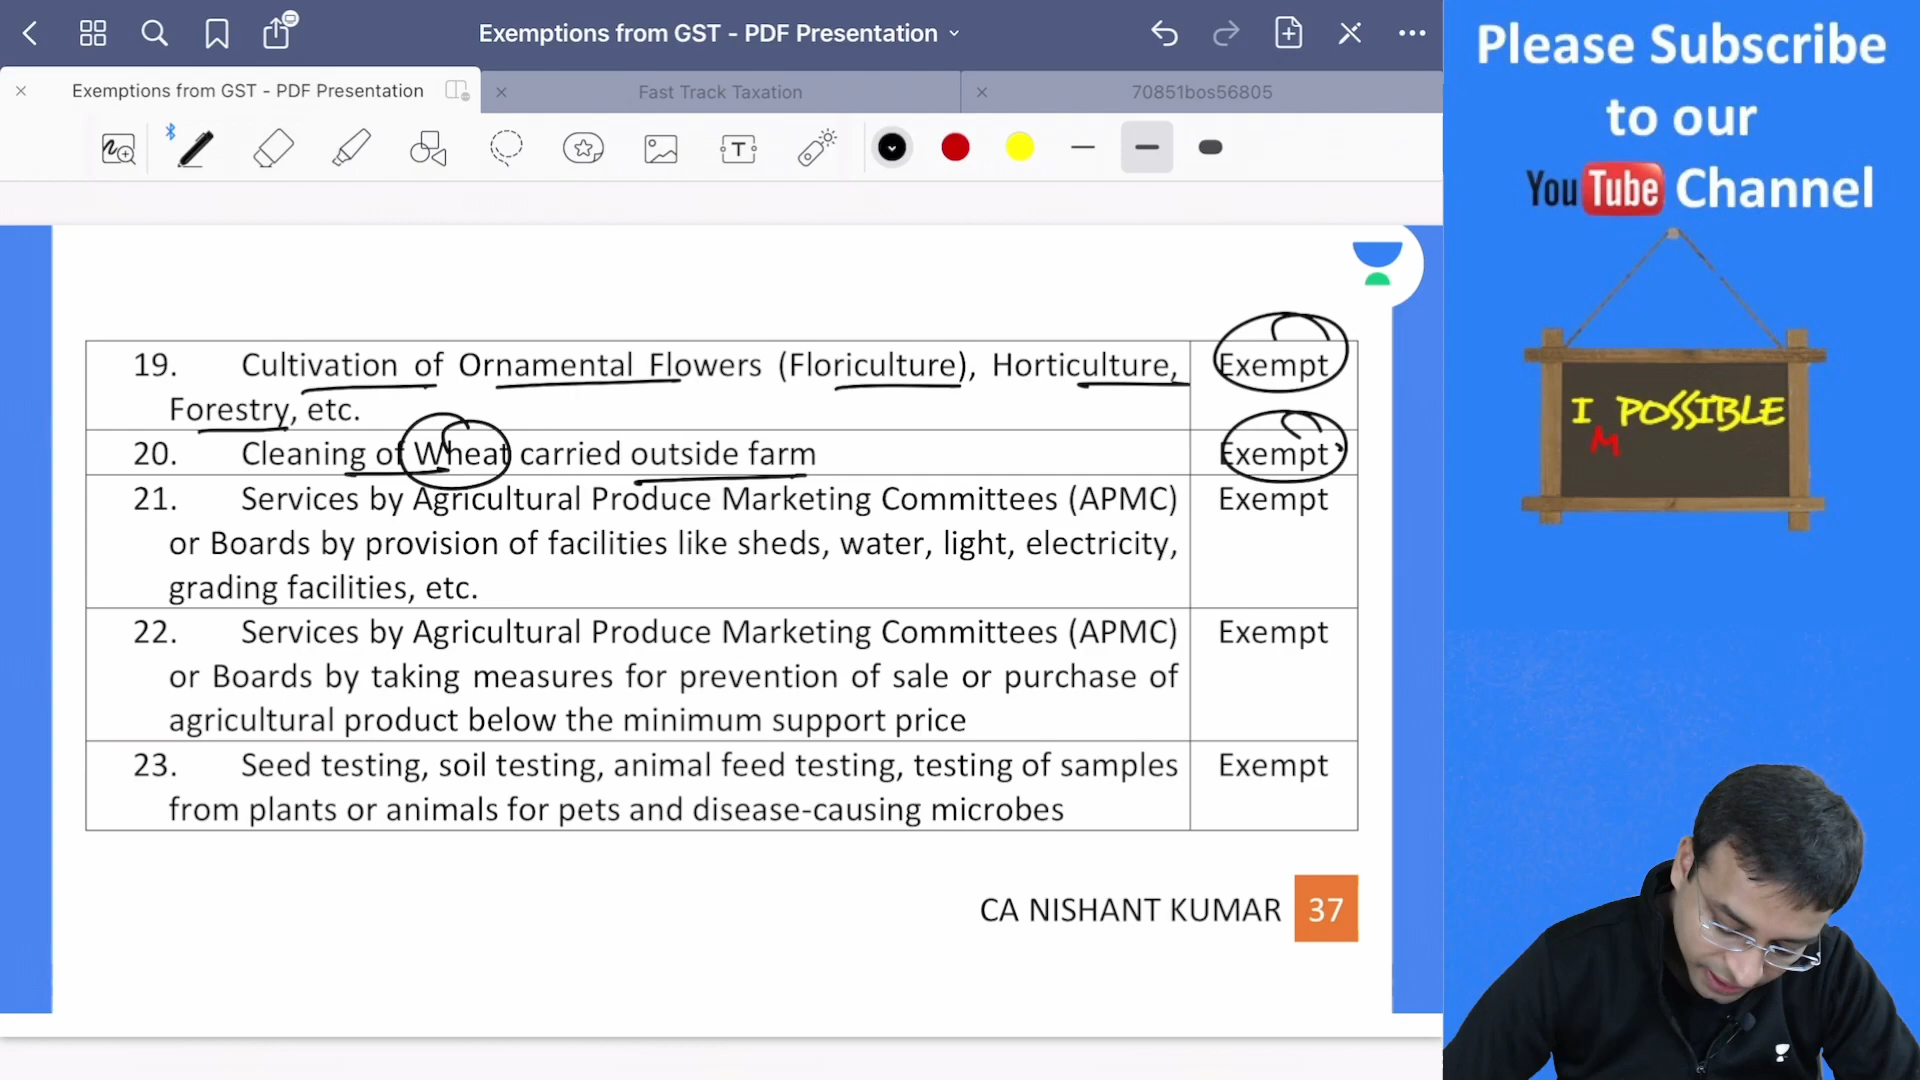 Exemptions from GST - PDF Presentation
Please Subscribe
to our
YouTube Channel
Exemptions from GST - PDF Presentation
Fast Track Taxation
70851bos56805
T
I POSSIBLE
M
19. Cultivation of Ornamental Flowers (Floriculture), Horticulture, Exempt
Forestry, etc.
20. Cleaning of Wheat carried outside farm Exempt
21. Services by Agricultural Produce Marketing Committees (APMC) Exempt
or Boards by provision of facilities like sheds, water, light, electricity,
grading facilities, etc.
22. Services by Agricultural Produce Marketing Committees (APMC) Exempt
or Boards by taking measures for prevention of sale or purchase of
agricultural product below the minimum support price
23. Seed testing, soil testing, animal feed testing, testing of samples Exempt
from plants or animals for pets and disease-causing microbes
CA NISHANT KUMAR 37